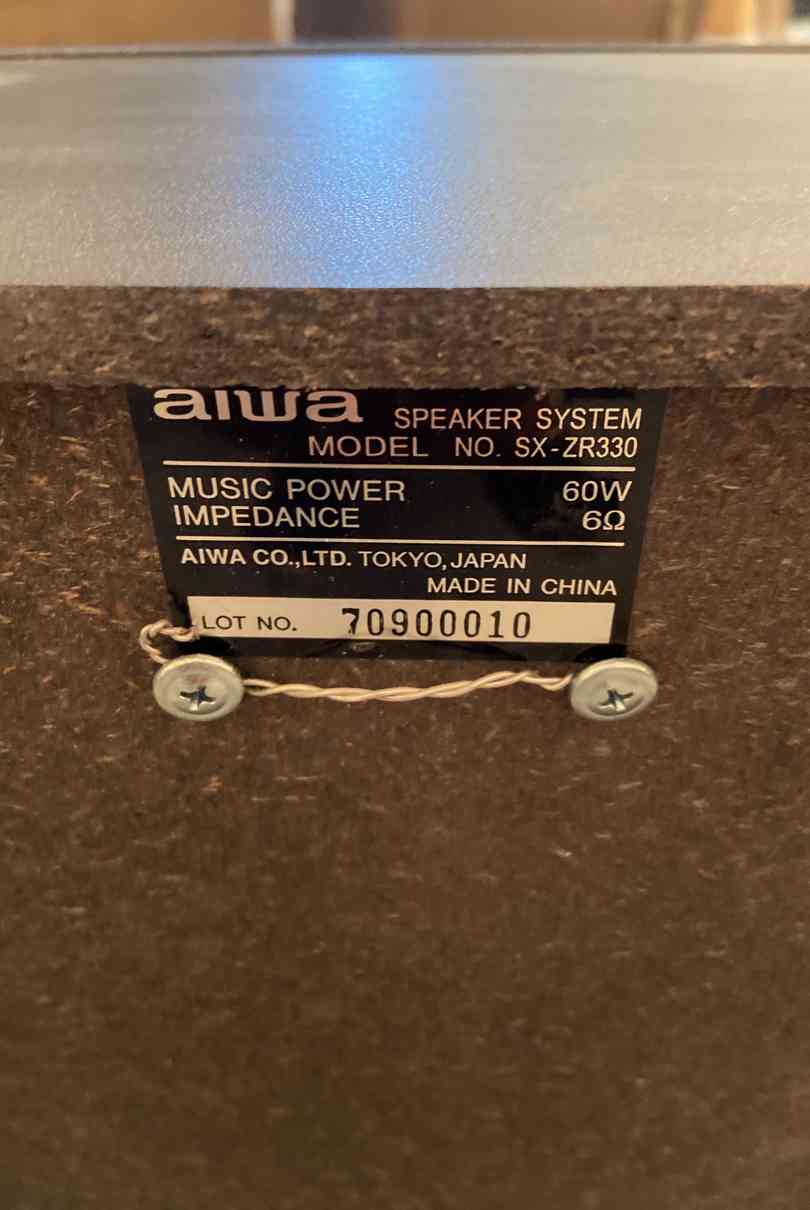 aiwa SPEAKER SYSTEM
MODEL NO. SX-ZR330
MUSIC POWER 60W
IMPEDANCE 6Ω
AIWA CO.,LTD. TOKYO,JAPAN
MADE IN CHINA
LOT NO. 70900010